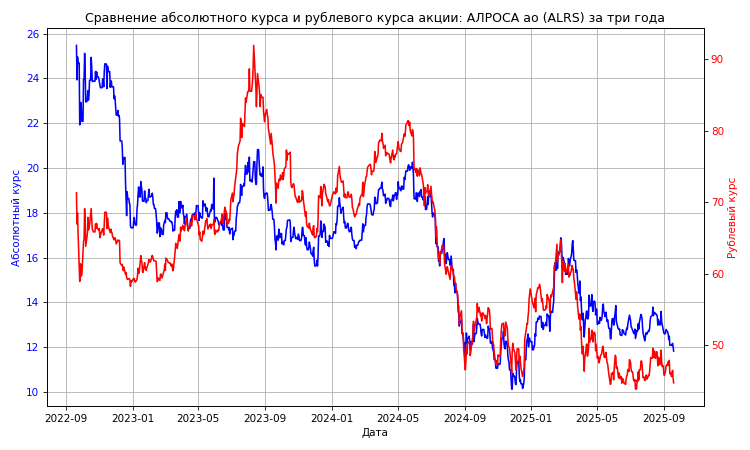 Сравнение абсолютного курса и рублевого курса акции: АЛРОСА ао (ALRS) за три года
26
24
22
20
18
16
14
12
10
Абсолютный курс
90
80
70
60
50
Рублевый курс
2022-09 2023-01 2023-05 2023-09 2024-01 2024-05 2024-09 2025-01 2025-05 2025-09
Дата